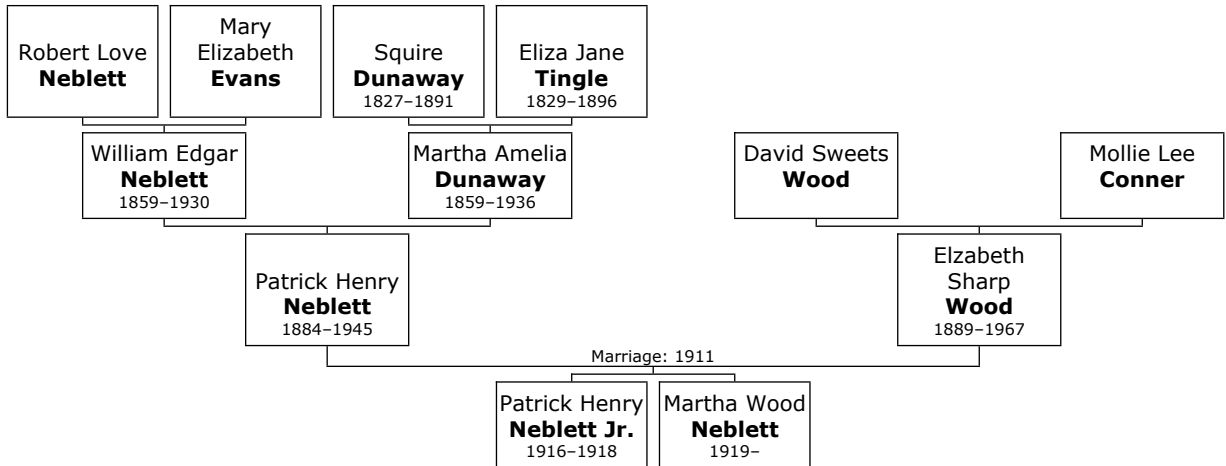 Robert Love
Neblett
Mary
Elizabeth
Evans
Squire
Dunaway
1827–1891
Eliza Jane
Tingle
1829–1896
William Edgar
Neblett
1859–1930
Martha Amelia
Dunaway
1859–1936
David Sweets
Wood
Mollie Lee
Conner
Patrick Henry
Neblett
1884–1945
Elzabeth
Sharp
Wood
1889–1967
Marriage: 1911
Patrick Henry
Neblett Jr.
1916–1918
Martha Wood
Neblett
1919–